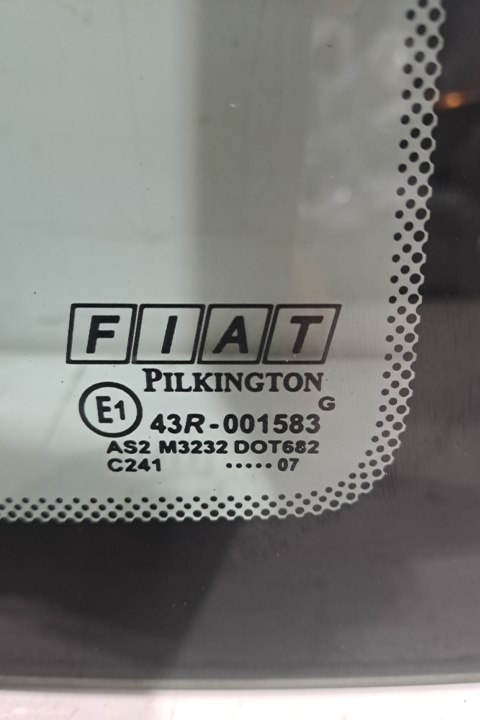 FIAT
PILKINGTON
G
E1 43R-001583
AS2 M3232 DOT682
C241 ..... 07